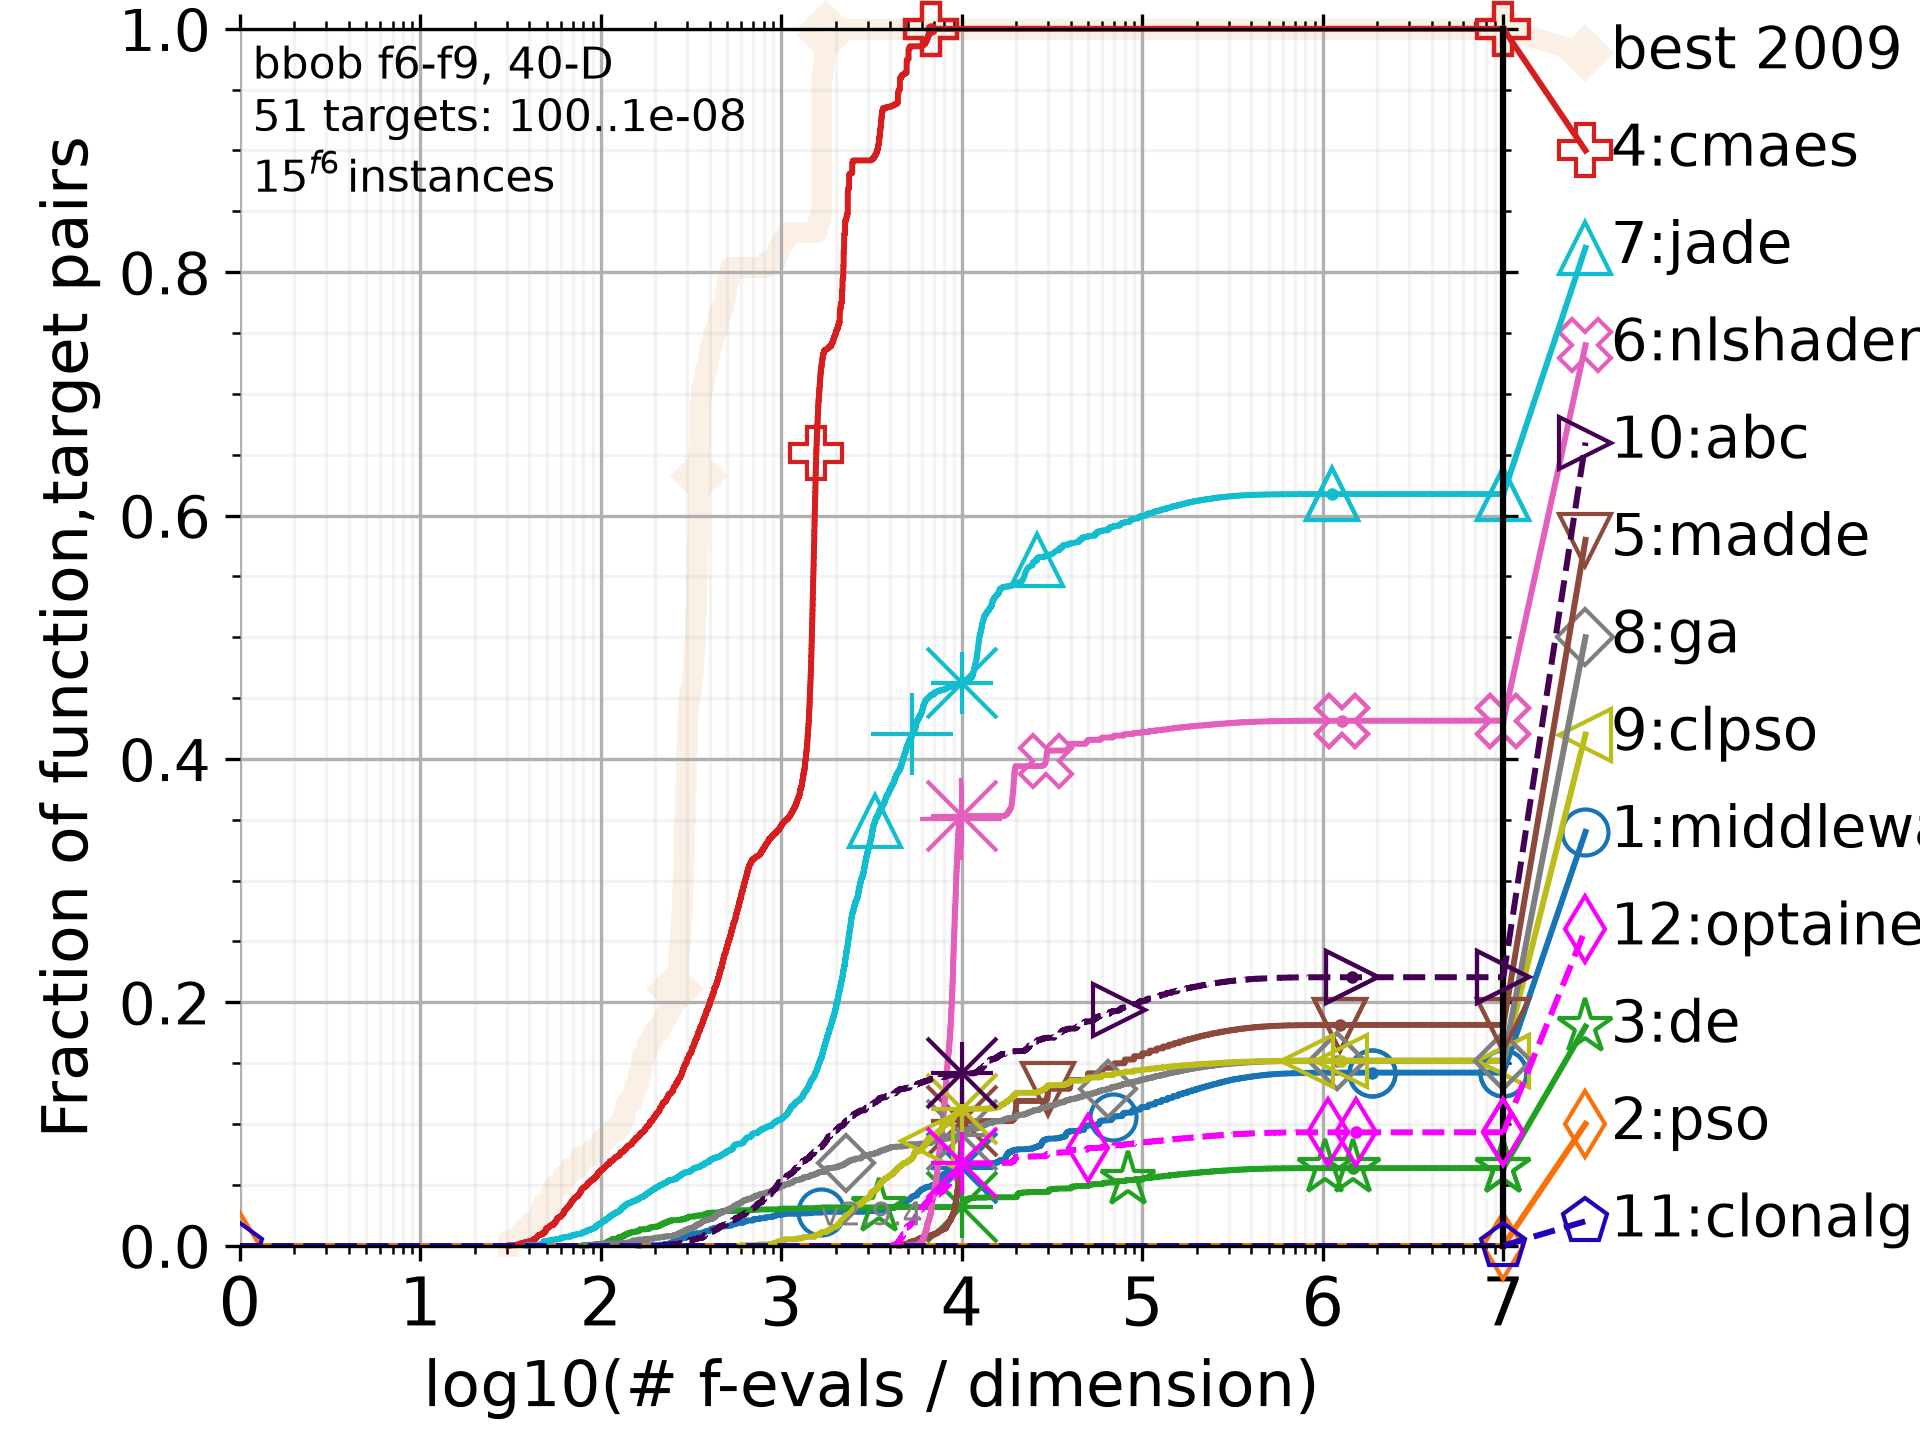 Fraction of function,target pairs
1.0
0.8
0.6
0.4
0.2
0.0
bbob f6-f9, 40-D
51 targets: 100..1e-08
15f6 instances
0 1 2 3 4 5 6 7
log10(# f-evals / dimension)
best 2009
4:cmaes
7:jade
6:nlshader
10:abc
5:madde
8:ga
9:clpso
1:middlewa
12:optaine
3:de
2:pso
11:clonalg